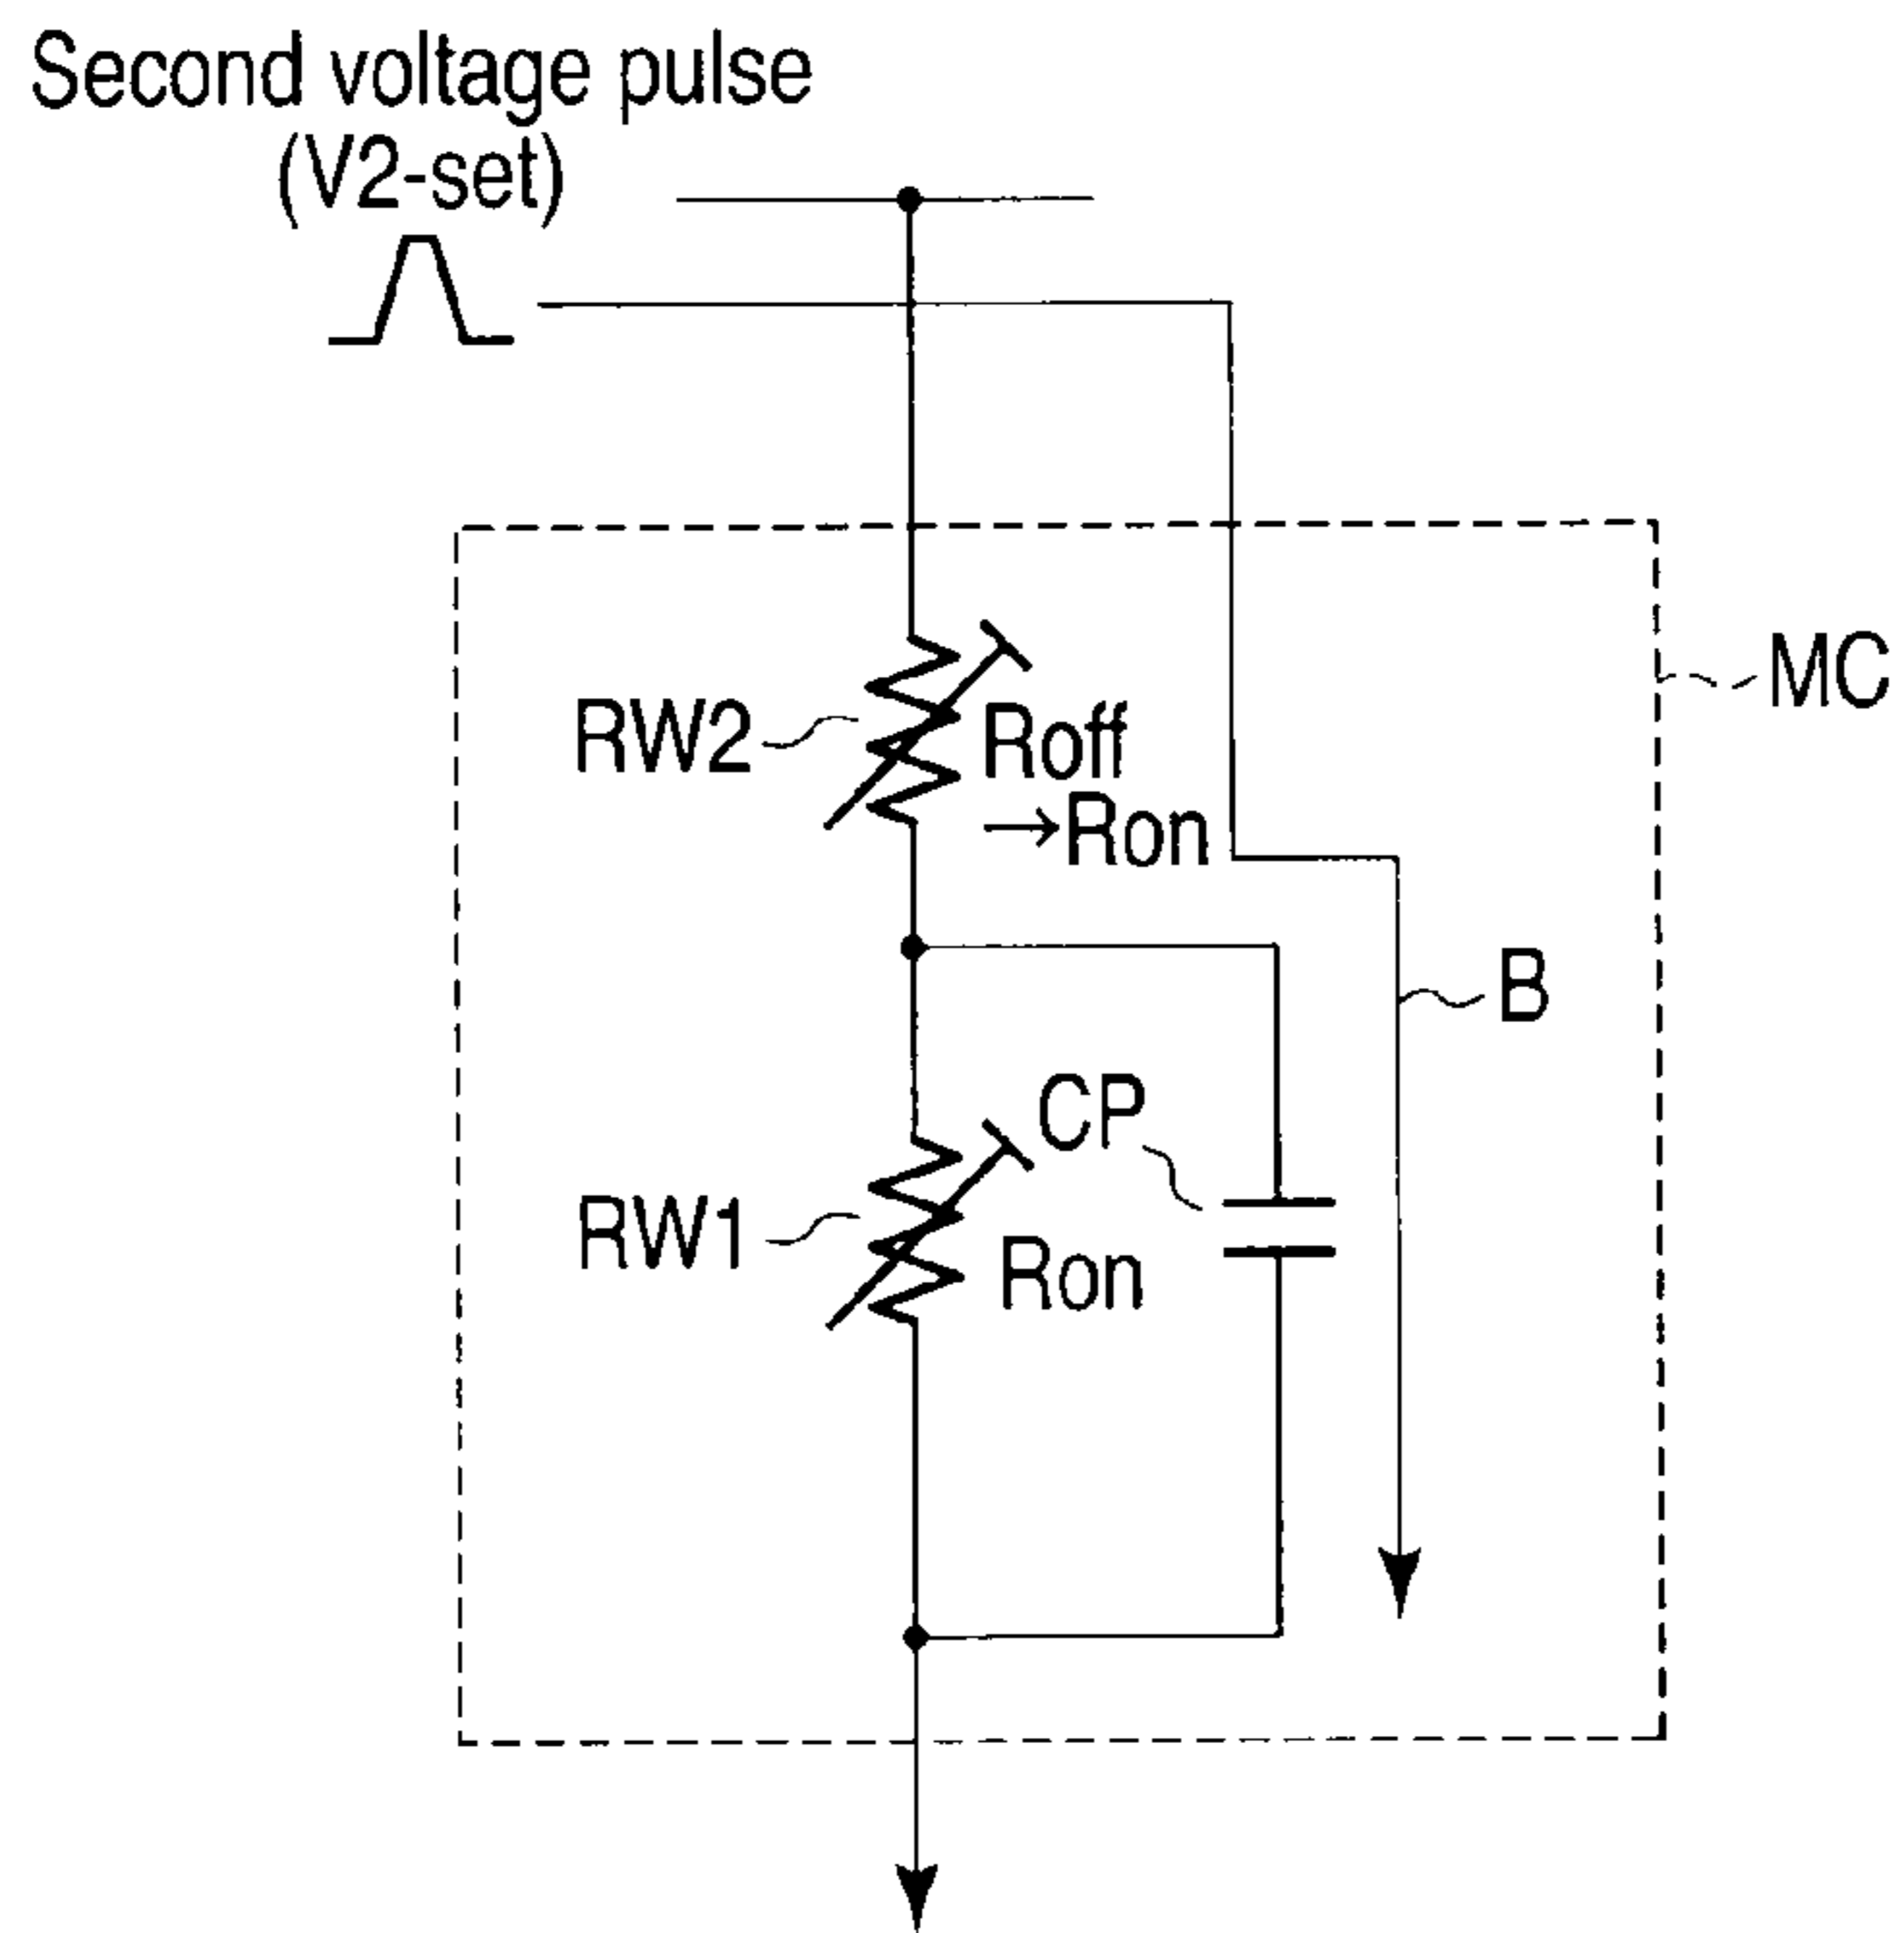 Second voltage pulse
(V2-set)
MC
RW2
Roff
→Ron
B
CP
RW1
Ron